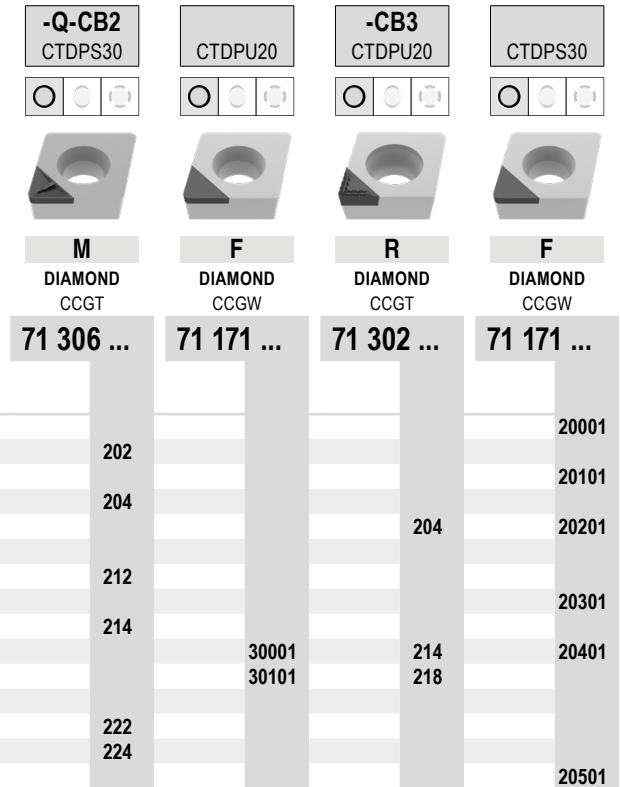 -Q-CB2 -CB3
CTDPS30 CTDPU20 CTDPU20 CTDPS30
M F R F
DIAMOND DIAMOND DIAMOND DIAMOND
CCGT CCGW CCGT CCGW
71 306 ... 71 171 ... 71 302 ... 71 171 ...
20001
202
20101
204
204 20201
212
20301
214
30001 214 20401
30101 218
222
224
20501